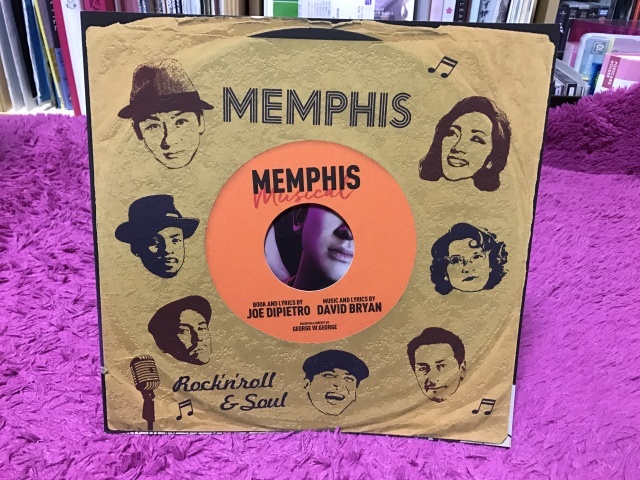 MEMPHIS
MEMPHIS
Musical
BOOK AND LYRICS BY
JOE DIPIETRO
MUSIC AND LYRICS BY
DAVID BRYAN
GEORGE W. GEORGE
Rock'n'roll
& Soul